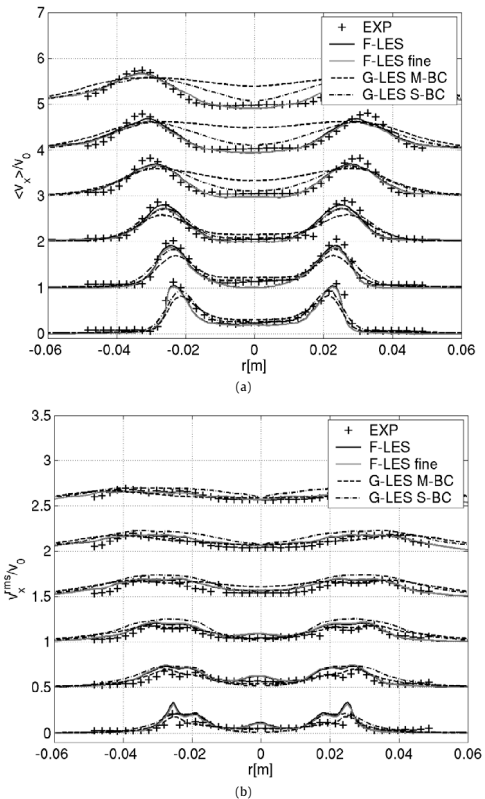 7
6
5
4
3
2
1
0
<v_x>/v_0
EXP
F-LES
F-LES fine
G-LES M-BC
G-LES S-BC
-0.06 -0.04 -0.02 0 0.02 0.04 0.06
r[m]
(a)
3.5
3
2.5
2
1.5
1
0.5
0
v_x^rms/v_0
EXP
F-LES
F-LES fine
G-LES M-BC
G-LES S-BC
-0.06 -0.04 -0.02 0 0.02 0.04 0.06
r[m]
(b)